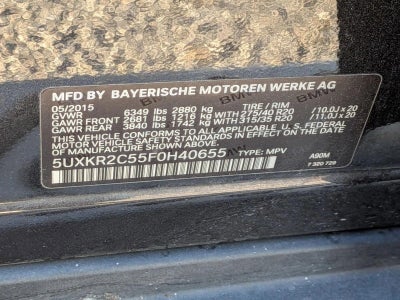 MFD BY BAYERISCHE MOTOREN WERKE AG
05/2015 TIRE / RIM
GVWR 6349 lbs 2880 kg
GAWR FRONT 2681 lbs 1216 kg 275/40 R20 /10.0J x 20
GAWR REAR 3840 lbs 1742 kg 315/35 R20 /11.0J x 20
THIS VEHICLE CONFORMS TO ALL APPLICABLE U.S. FEDERAL
MOTOR VEHICLE SAFETY STANDARDS IN EFFECT ON THE DATE
OF MANUFACTURE SHOWN ABOVE.
5UXKR2C55F0H40655 TYPE: MPV A90M
7 320 729